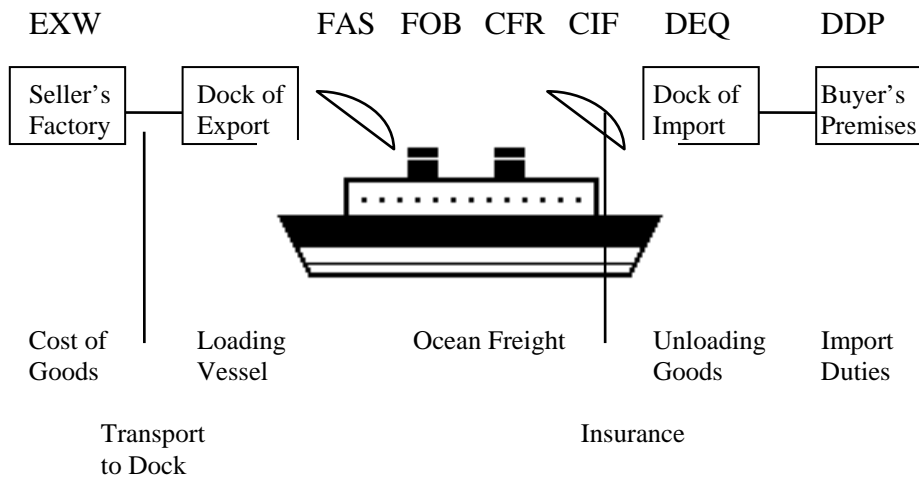 EXW FAS FOB CFR CIF DEQ DDP
Seller’s Factory
Dock of Export
Dock of Import
Buyer’s Premises
Cost of Goods
Loading Vessel
Ocean Freight
Unloading Goods
Import Duties
Transport to Dock
Insurance